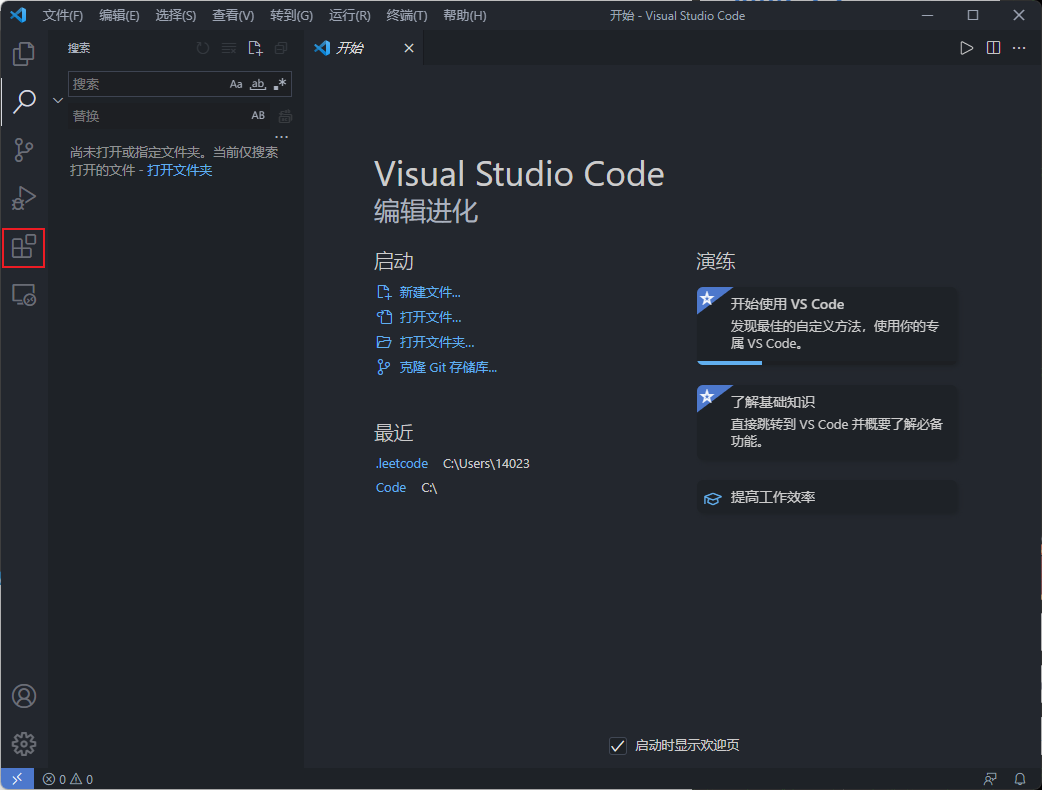 文件(F) 编辑(E) 选择(S) 查看(V) 转到(G) 运行(R) 终端(T) 帮助(H) 开始 - Visual Studio Code
搜索
开始
搜索 Aa ab .*
替换 AB
尚未打开或指定文件夹。当前仅搜索
打开的文件 - 打开文件夹
Visual Studio Code
编辑进化
启动
新建文件...
打开文件...
打开文件夹...
克隆 Git 存储库...
最近
.leetcode C:\Users\14023
Code C:\
演练
开始使用 VS Code
发现最佳的自定义方法，使用你的专
属 VS Code。
了解基础知识
直接跳转到 VS Code 并概要了解必备
功能。
提高工作效率
启动时显示欢迎页
0 0